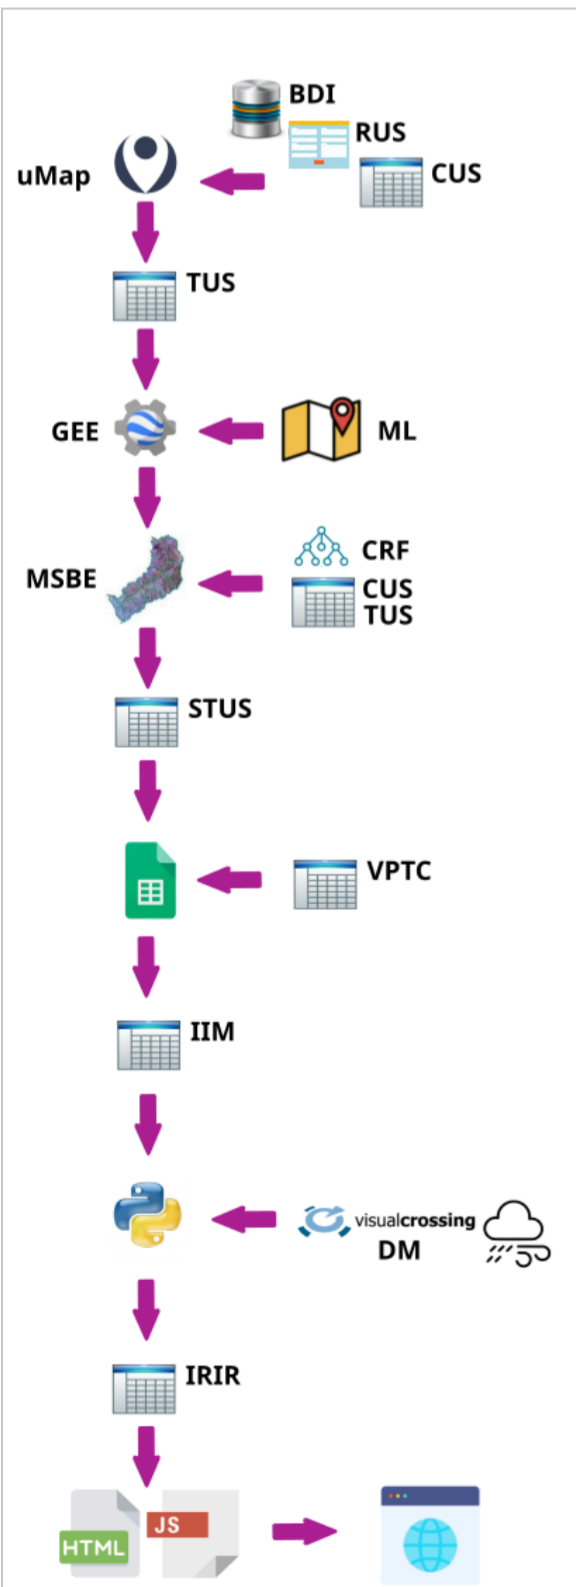 BDI
RUS
CUS
uMap
TUS
GEE
ML
CRF
MSBE
CUS
TUS
STUS
VPTC
IIM
visualcrossing
DM
IRIR
JS
HTML